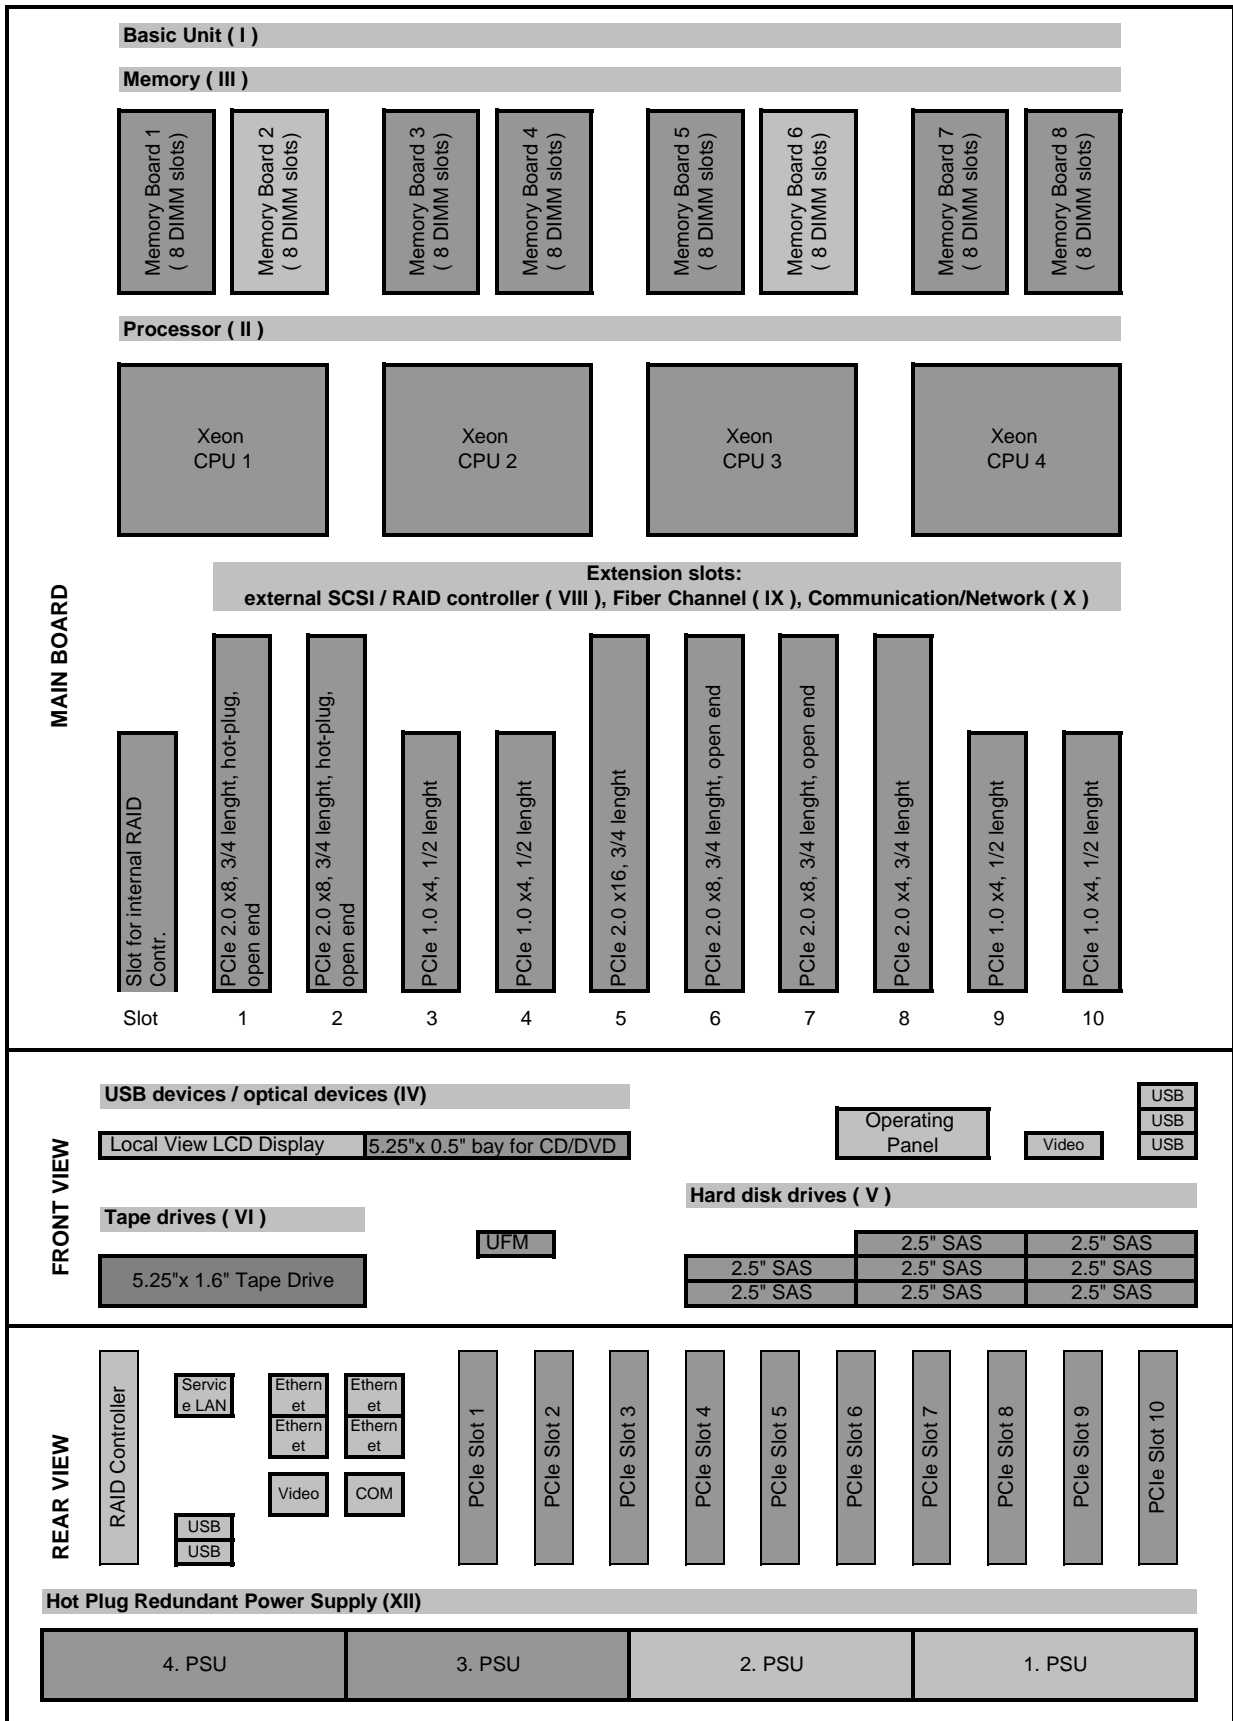 Basic Unit ( I )
Memory ( III )
Memory Board 1
( 8 DIMM slots)
Memory Board 2
( 8 DIMM slots)
Memory Board 3
( 8 DIMM slots)
Memory Board 4
( 8 DIMM slots)
Memory Board 5
( 8 DIMM slots)
Memory Board 6
( 8 DIMM slots)
Memory Board 7
( 8 DIMM slots)
Memory Board 8
( 8 DIMM slots)
Processor ( II )
Xeon
CPU 1
Xeon
CPU 2
Xeon
CPU 3
Xeon
CPU 4
MAIN BOARD
Extension slots:
external SCSI / RAID controller ( VIII ), Fiber Channel ( IX ), Communication/Network ( X )
Slot for internal RAID
Contr.
PCIe 2.0 x8, 3/4 lenght, hot-plug,
open end
PCIe 2.0 x8, 3/4 lenght, hot-plug,
open end
PCIe 1.0 x4, 1/2 lenght
PCIe 1.0 x4, 1/2 lenght
PCIe 2.0 x16, 3/4 lenght
PCIe 2.0 x8, 3/4 lenght, open end
PCIe 2.0 x8, 3/4 lenght, open end
PCIe 2.0 x4, 3/4 lenght
PCIe 1.0 x4, 1/2 lenght
PCIe 1.0 x4, 1/2 lenght
Slot 1 2 3 4 5 6 7 8 9 10
FRONT VIEW
USB devices / optical devices (IV)
Local View LCD Display
5.25"x 0.5" bay for CD/DVD
Operating
Panel
Video
USB
USB
USB
Tape drives ( VI )
5.25"x 1.6" Tape Drive
UFM
Hard disk drives ( V )
2.5" SAS 2.5" SAS
2.5" SAS 2.5" SAS 2.5" SAS
2.5" SAS 2.5" SAS 2.5" SAS
REAR VIEW
RAID Controller
Servic
e LAN
USB
USB
Ethern
et
Ethern
et
Ethern
et
Ethern
et
Video
COM
PCIe Slot 1
PCIe Slot 2
PCIe Slot 3
PCIe Slot 4
PCIe Slot 5
PCIe Slot 6
PCIe Slot 7
PCIe Slot 8
PCIe Slot 9
PCIe Slot 10
Hot Plug Redundant Power Supply (XII)
4. PSU 3. PSU 2. PSU 1. PSU